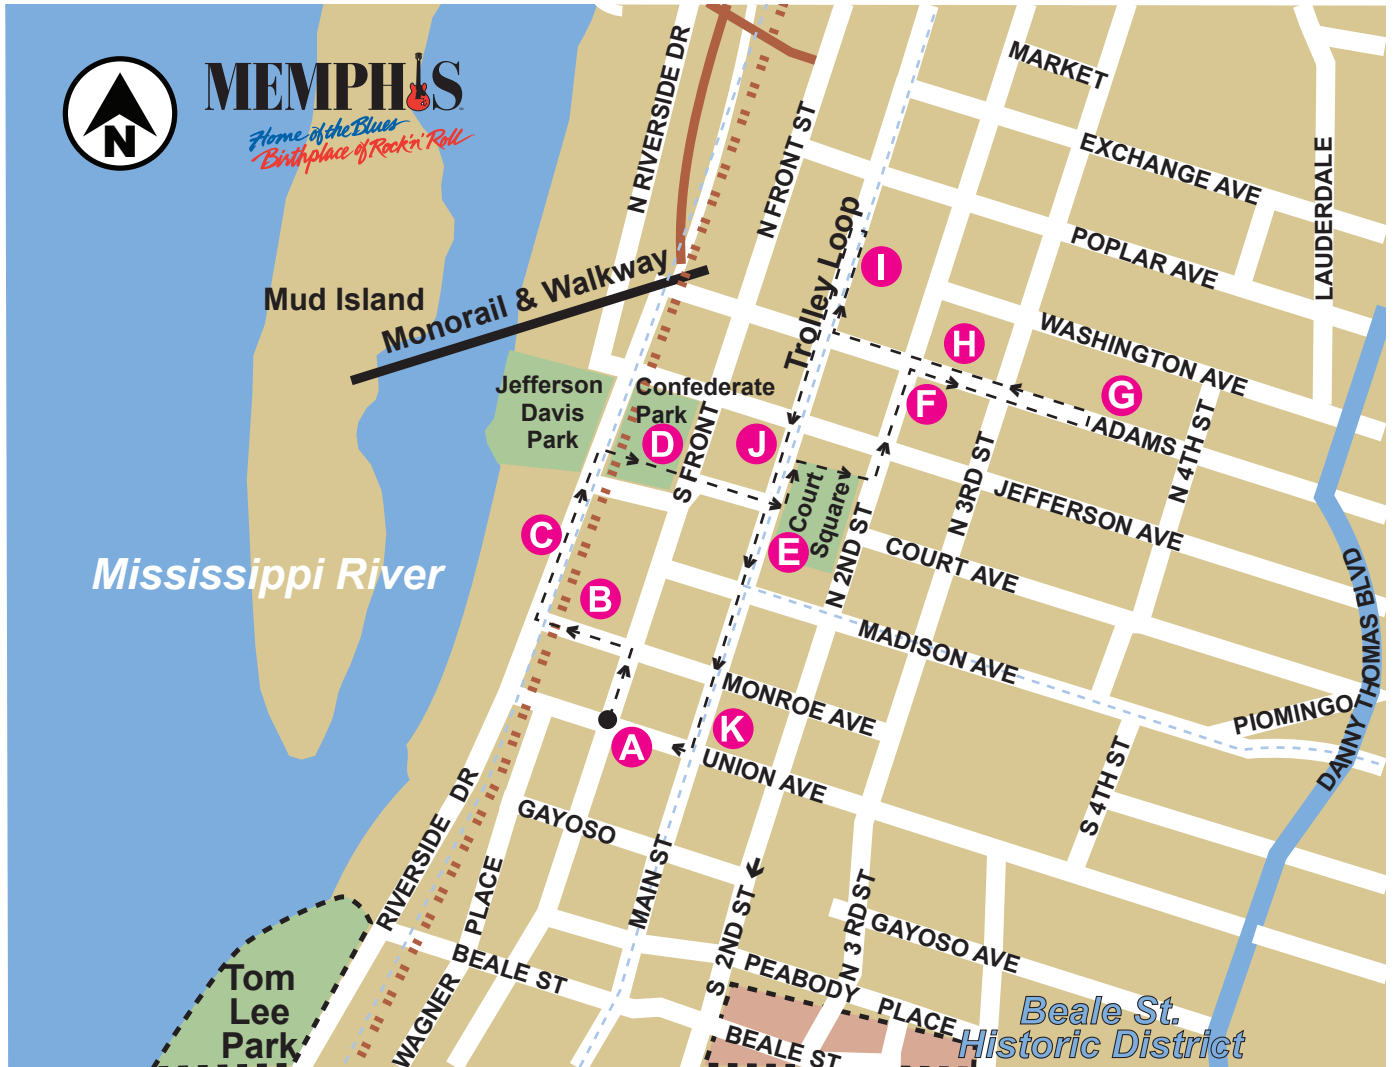 N
MEMPHIS
Home of the Blues
Birthplace of Rock 'n' Roll
N RIVERSIDE DR
N FRONT ST
MARKET
EXCHANGE AVE
LAUDERDALE
POPLAR AVE
Trolley Loop
I
Mud Island
Monorail & Walkway
WASHINGTON AVE
H
Jefferson
Davis
Park
Confederate
Park
D
S FRONT
J
F
G
ADAMS
N 4TH ST
N 3RD ST
JEFFERSON AVE
Court
Square
E
N 2ND ST
COURT AVE
C
B
Mississippi River
MADISON AVE
DANNY THOMAS BLVD
PIOMINGO
MONROE AVE
K
A
UNION AVE
S 4TH ST
GAYOSO
RIVERSIDE DR
WAGNER PLACE
MAIN ST
S 2ND ST
N 3 RD ST
GAYOSO AVE
BEALE ST
PEABODY PLACE
Tom
Lee
Park
BEALE ST
Beale St.
Historic District